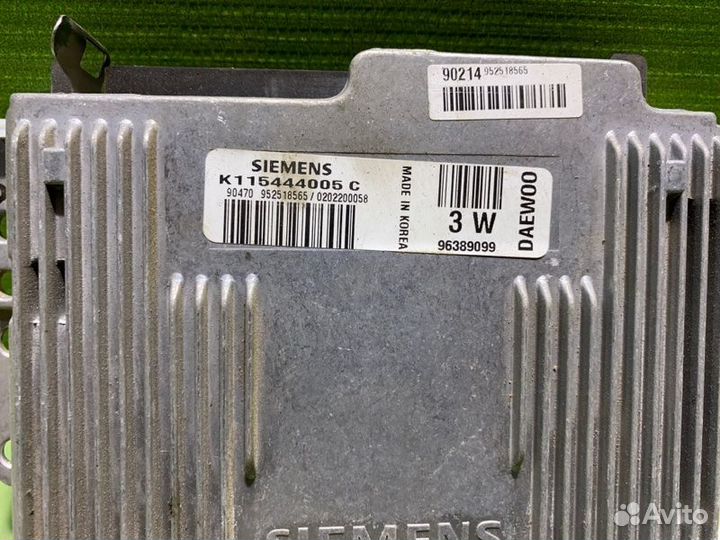 90214 952518565
SIEMENS
K115444005 C
90470 952518565 / 0202200058
MADE IN KOREA
3 W
96389099
DAEWOO
SIEMENS
Avito